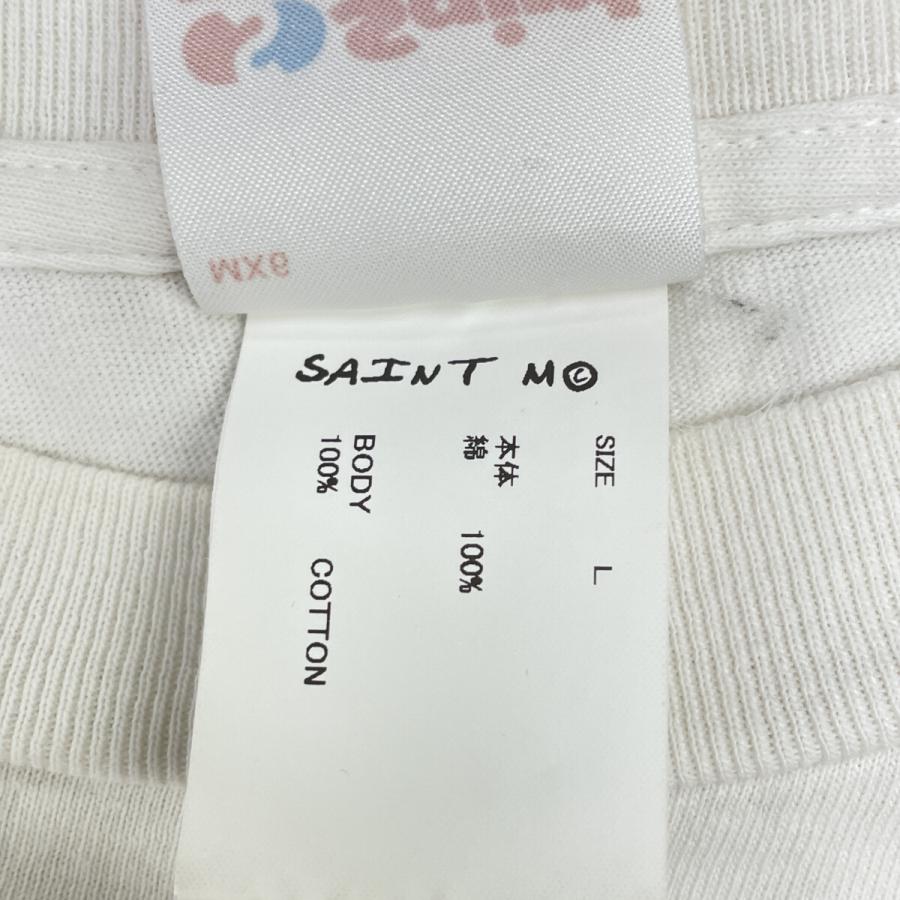 SAINT M©
SIZE L
本体
綿 100%
BODY
100% COTTON